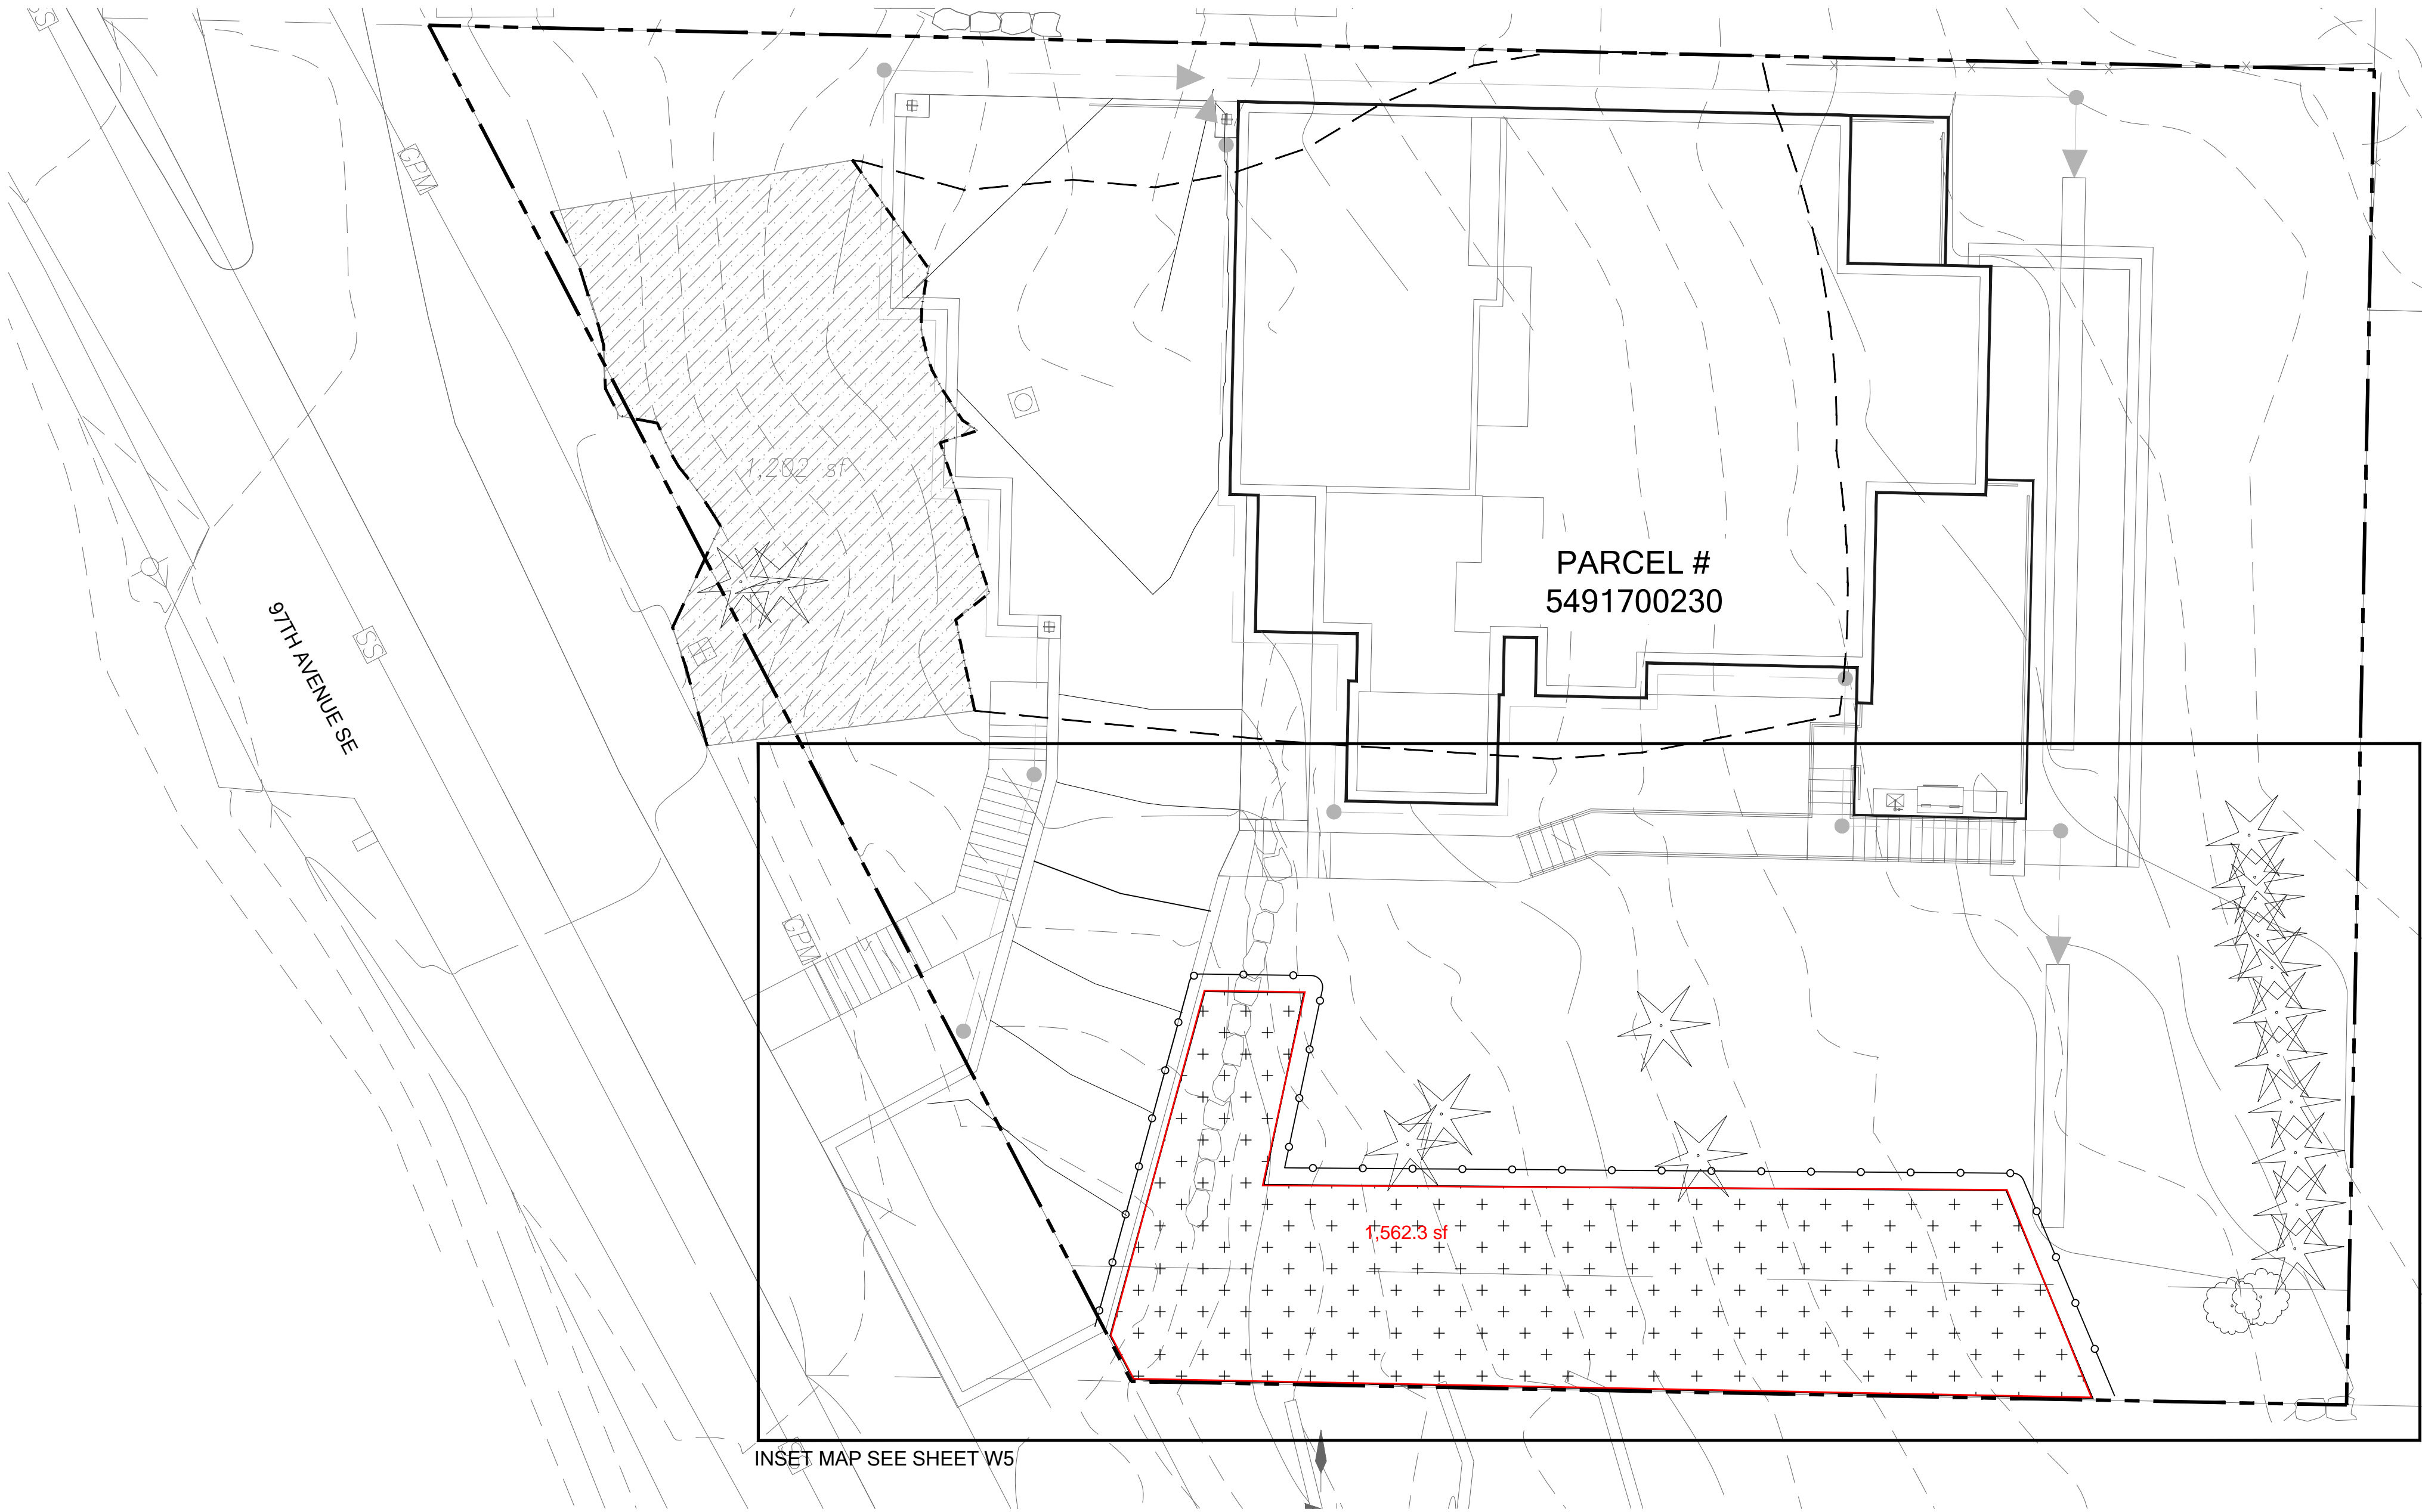 SS
GPM
1,202 sf
PARCEL #
5491700230
97TH AVENUE SE
SS
GPM
1,562.3 sf
INSET MAP SEE SHEET W5